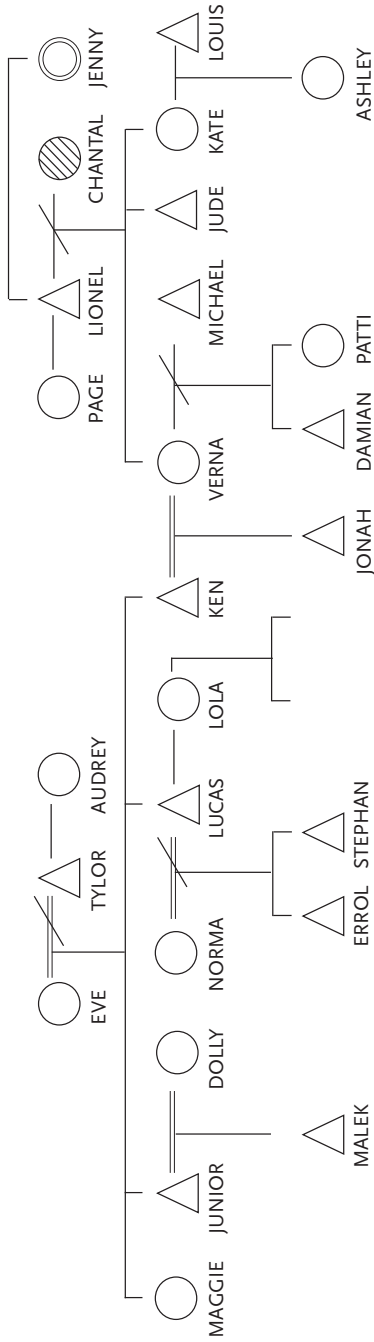 EVE
TYLOR
AUDREY
PAGE
LIONEL
CHANTAL
JENNY
MAGGIE
JUNIOR
DOLLY
NORMA
LUCAS
LOLA
KEN
VERNA
MICHAEL
JUDE
KATE
LOUIS
MALEK
ERROL
STEPHAN
JONAH
DAMIAN
PATTI
ASHLEY